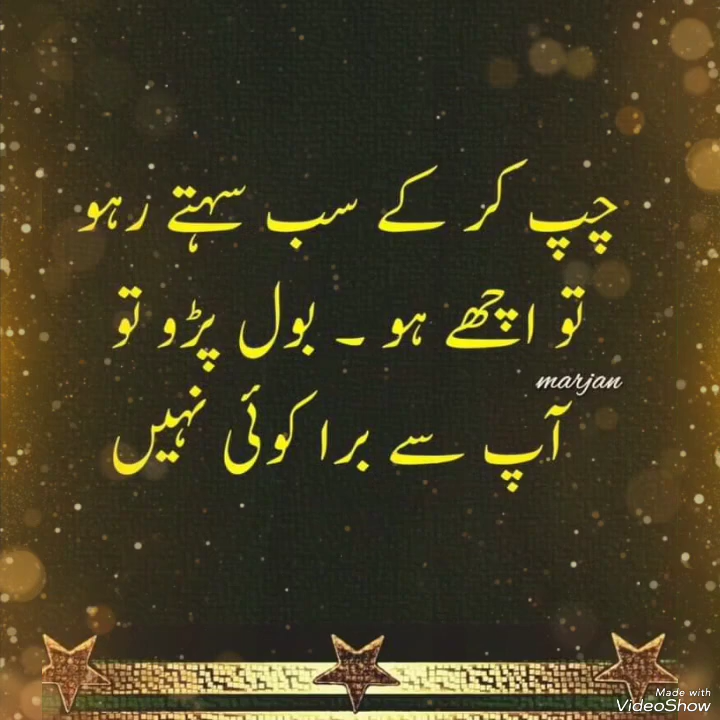 چپ کر کے سب سہتے رہو
تو اچھے ہو ۔ بول پڑو تو
marjan
آپ سے برا کوئی نہیں
Made with
VideoShow